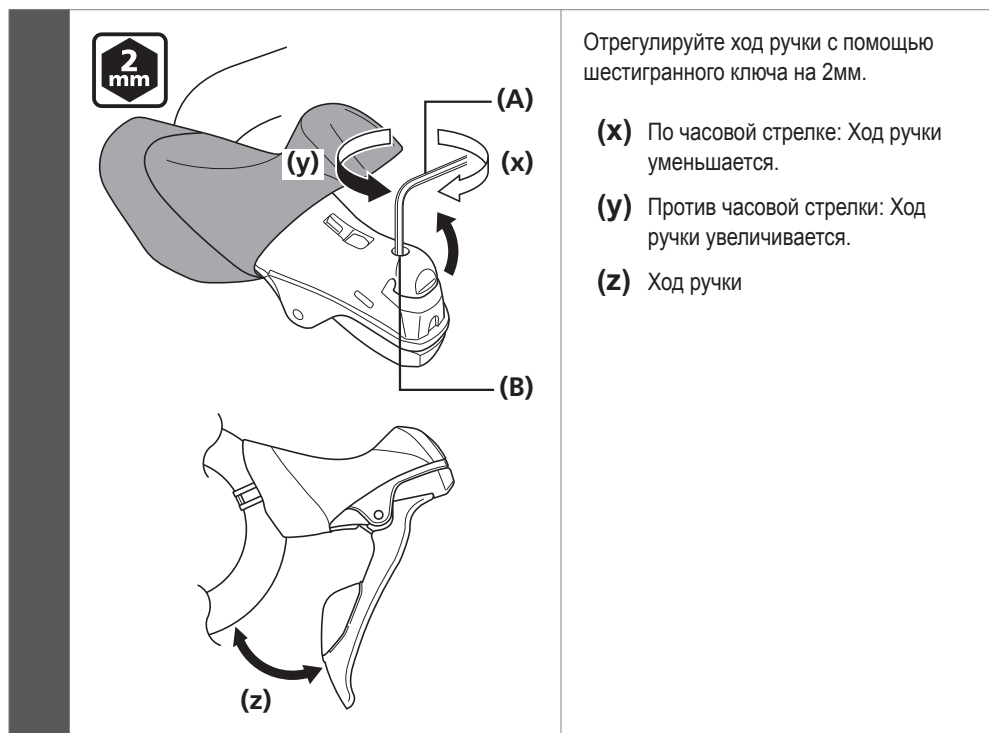 2
mm
(A)
(y)
(x)
(B)
(z)
Отрегулируйте ход ручки с помощью
шестигранного ключа на 2мм.
(x) По часовой стрелке: Ход ручки
уменьшается.
(y) Против часовой стрелки: Ход
ручки увеличивается.
(z) Ход ручки